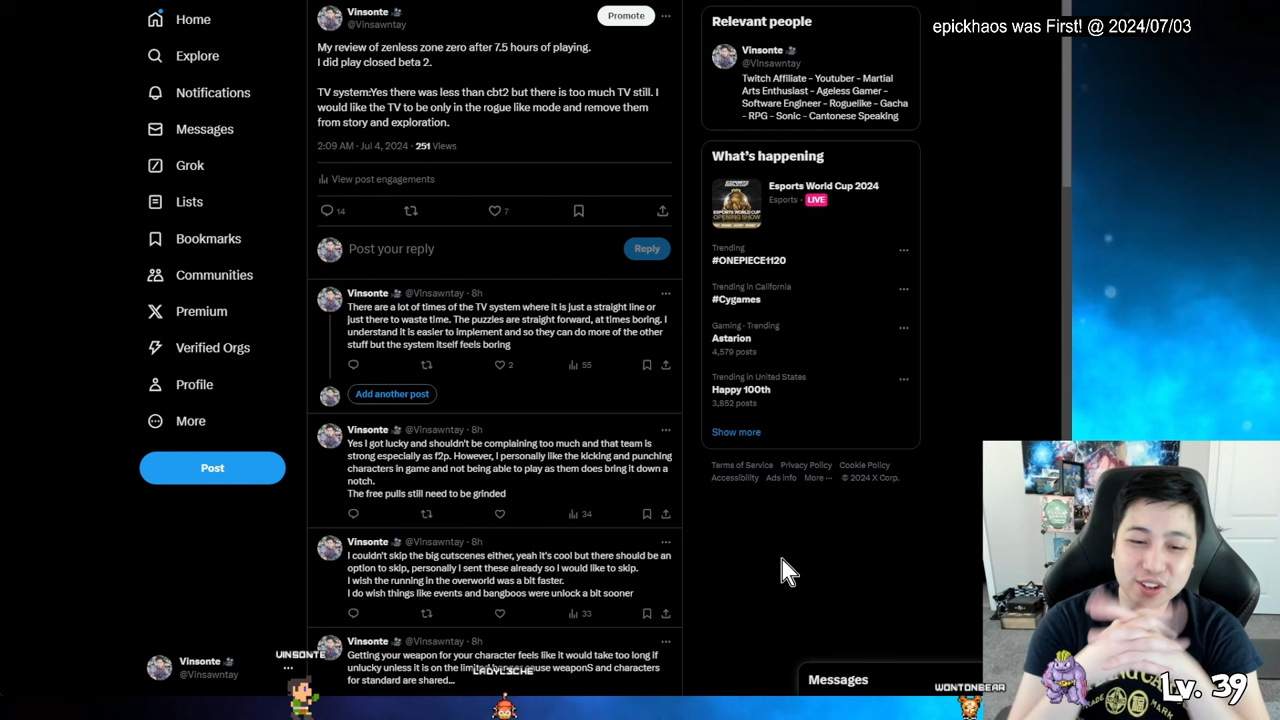 epickhaos was First! @ 2024/07/03
Home
Explore
Notifications
Messages
Grok
Lists
Bookmarks
Communities
Premium
Verified Orgs
Profile
More
Post
Vinsonte
@VInsawntay
Vinsonte
@VInsawntay
Promote
My review of zenless zone zero after 7.5 hours of playing.
I did play closed beta 2.
TV system:Yes there was less than cbt2 but there is too much TV still. I
would like the TV to be only in the rogue like mode and remove them
from story and exploration.
2:09 AM · Jul 4, 2024 · 251 Views
View post engagements
14
7
Post your reply
Reply
Vinsonte @VInsawntay · 8h
There are a lot of times of the TV system where it is just a straight line or
just there to waste time. The puzzles are straight forward, at times boring. I
understand it is easier to implement and so they can do more of the other
stuff but the system itself feels boring
2
55
Add another post
Vinsonte @VInsawntay · 8h
Yes I got lucky and shouldn't be complaining too much and that team is
strong especially as f2p. However, I personally like the kicking and punching
characters in game and not being able to play as them does bring it down a
notch.
The free pulls still need to be grinded
34
Vinsonte @VInsawntay · 8h
I couldn't skip the big cutscenes either, yeah it's cool but there should be an
option to skip, personally I sent these already so I would like to skip.
I wish the running in the overworld was a bit faster.
I do wish things like events and bangboos were unlock a bit sooner
33
Vinsonte @VInsawntay · 8h
Getting your weapon for your character feels like it would take too long if
unlucky unless it is on the limited banner cause weaponS and characters
for standard are shared...
Relevant people
Vinsonte
@VInsawntay
Twitch Affiliate - Youtuber - Martial
Arts Enthusiast - Ageless Gamer -
Software Engineer - Roguelike - Gacha
- RPG - Sonic - Cantonese Speaking
What's happening
Esports World Cup 2024
Esports · LIVE
ESPORTS WORLD CUP
OPENING SHOW
Trending
#ONEPIECE1120
Trending in California
#Cygames
Gaming · Trending
Astarion
4,579 posts
Trending in United States
Happy 100th
3,852 posts
Show more
Terms of Service Privacy Policy Cookie Policy
Accessibility Ads info More ··· © 2024 X Corp.
Messages
VINSONTE
LADYLSCHE
WONTONBEAR
Lv. 39